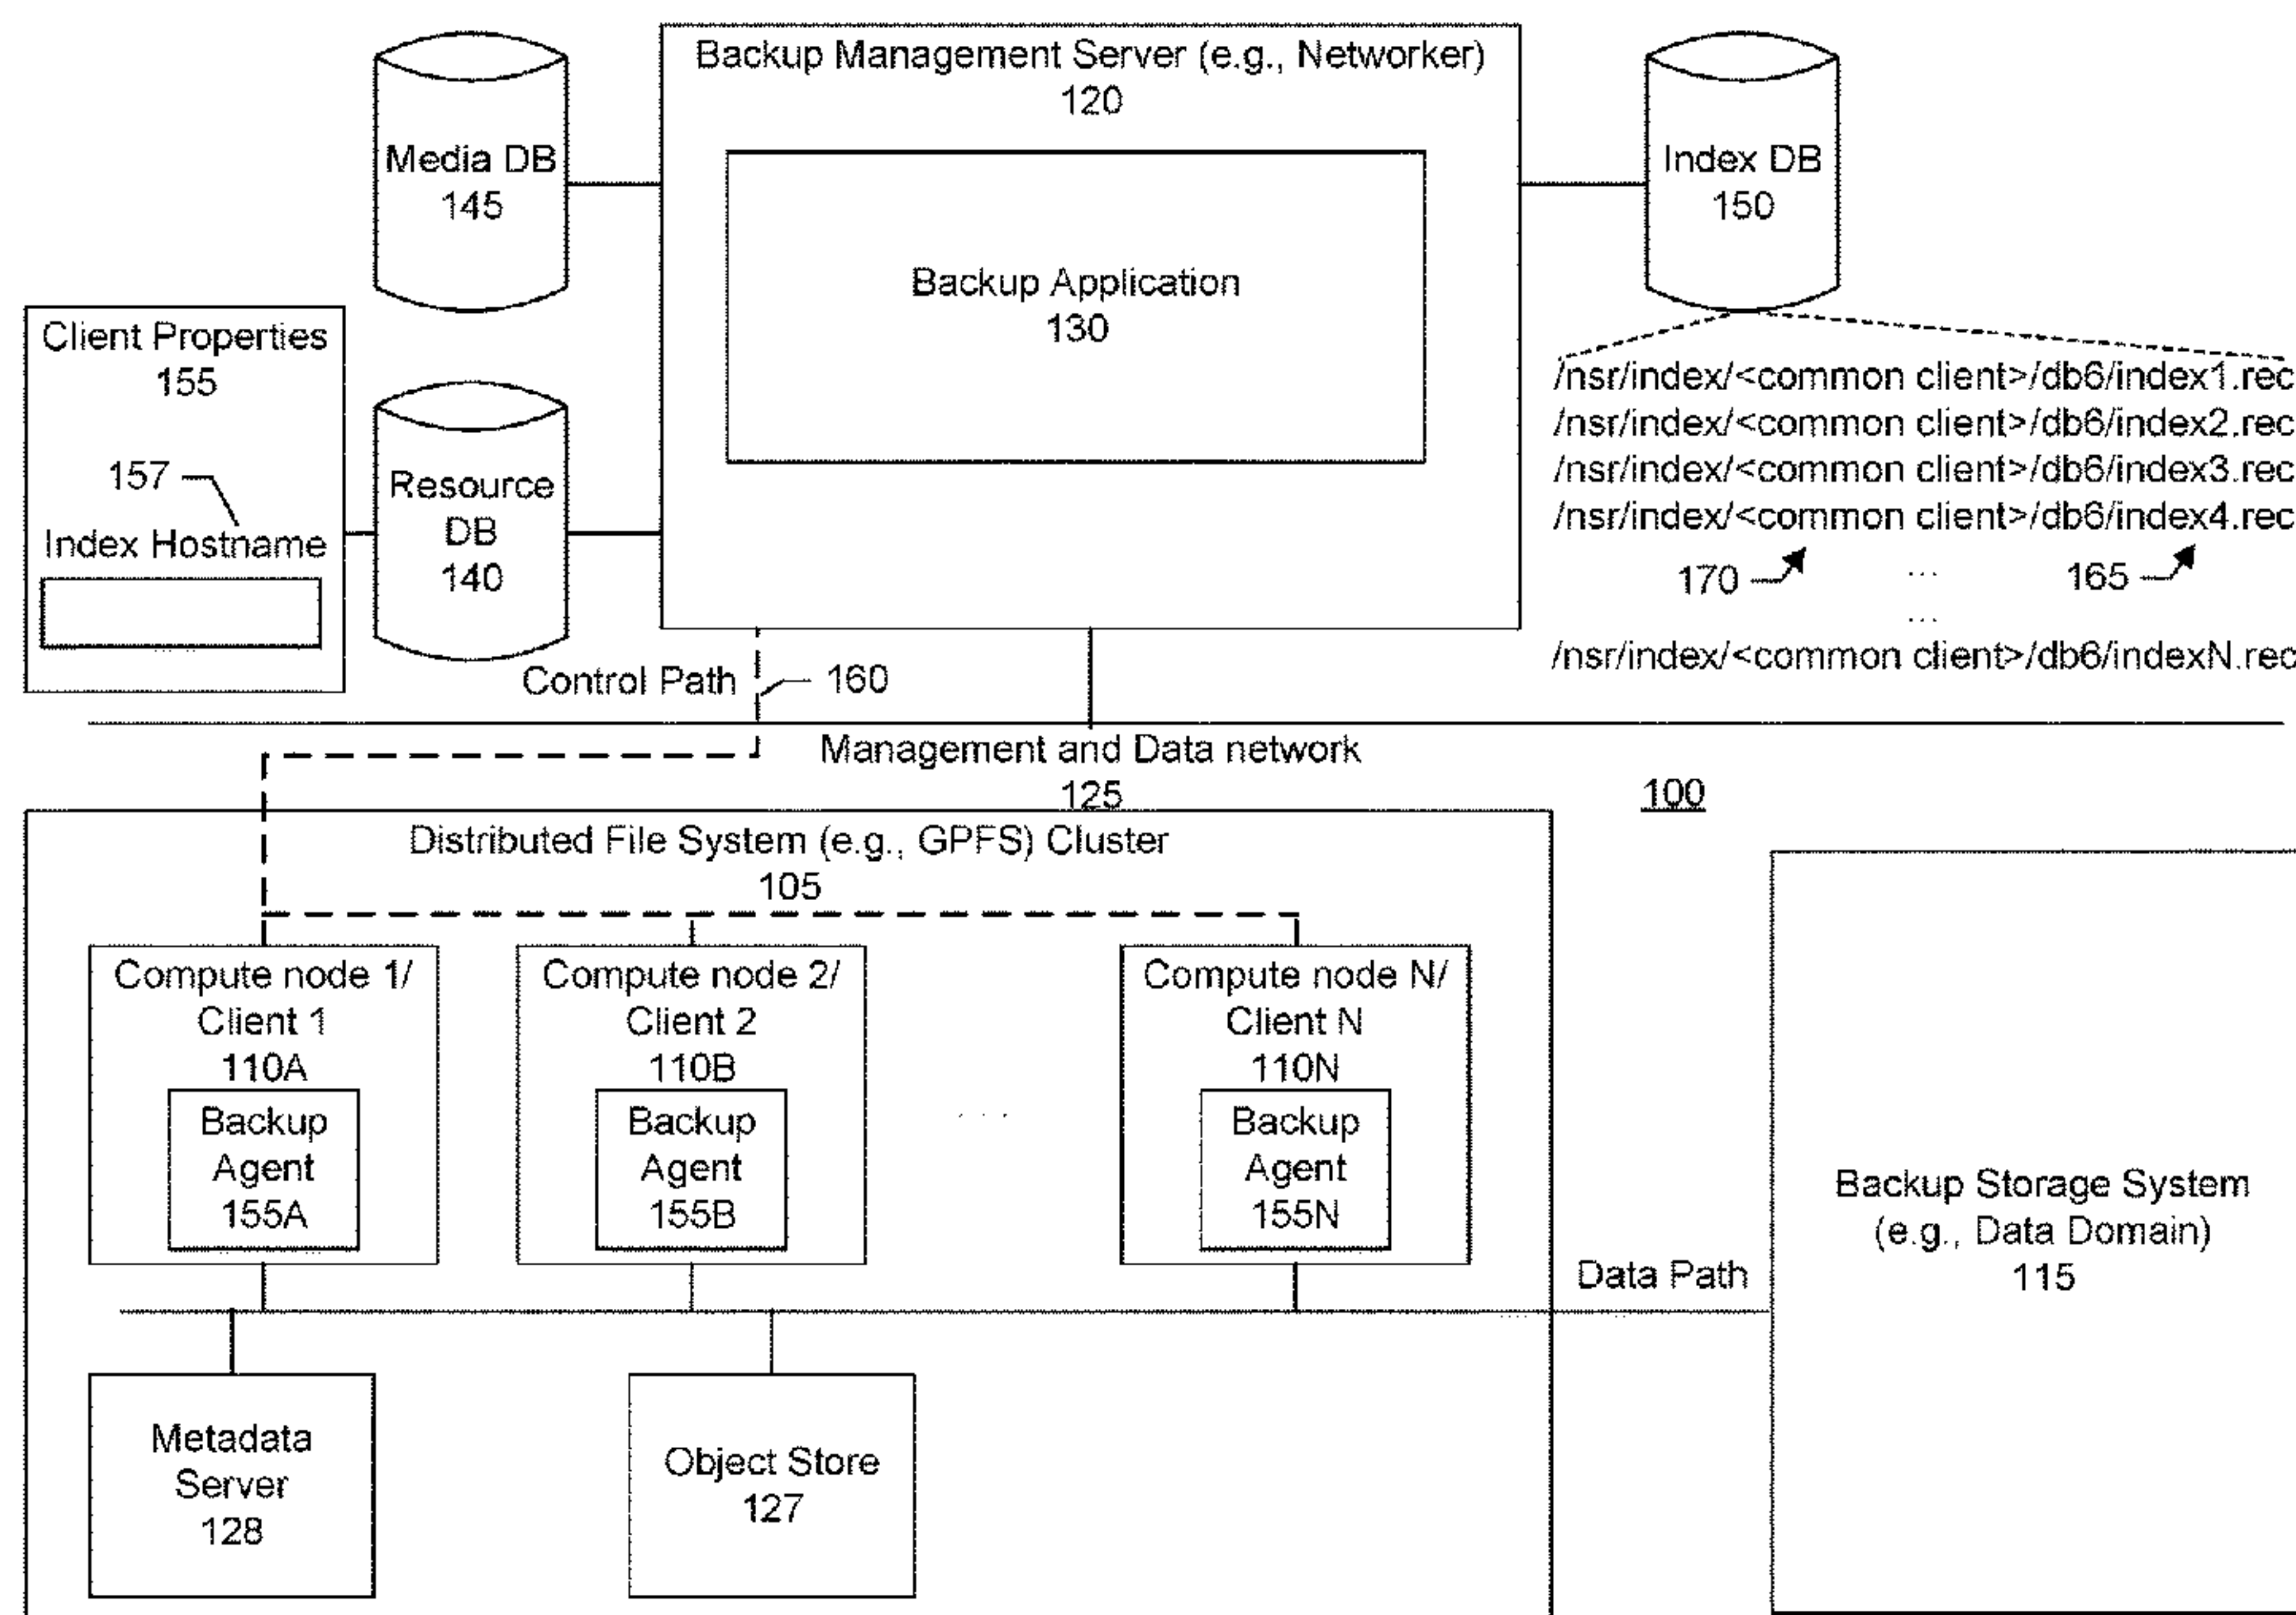 Backup Management Server (e.g., Networker)
120
Media DB
145
Backup Application
130
Index DB
150
Client Properties
155
157
Index Hostname
Resource
DB
140
/nsr/index/<common client>/db6/index1.rec
/nsr/index/<common client>/db6/index2.rec
/nsr/index/<common client>/db6/index3.rec
/nsr/index/<common client>/db6/index4.rec
170 ... 165
...
/nsr/index/<common client>/db6/indexN.rec
Control Path
160
Management and Data network
125
100
Distributed File System (e.g., GPFS) Cluster
105
Compute node 1/
Client 1
110A
Backup
Agent
155A
Compute node 2/
Client 2
110B
Backup
Agent
155B
. . .
Compute node N/
Client N
110N
Backup
Agent
155N
Data Path
Backup Storage System
(e.g., Data Domain)
115
Metadata
Server
128
Object Store
127